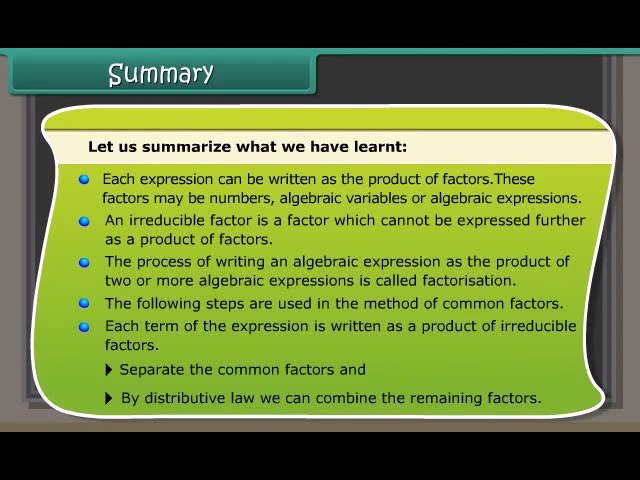 Summary
Let us summarize what we have learnt:
Each expression can be written as the product of factors.These
factors may be numbers, algebraic variables or algebraic expressions.
An irreducible factor is a factor which cannot be expressed further
as a product of factors.
The process of writing an algebraic expression as the product of
two or more algebraic expressions is called factorisation.
The following steps are used in the method of common factors.
Each term of the expression is written as a product of irreducible
factors.
Separate the common factors and
By distributive law we can combine the remaining factors.